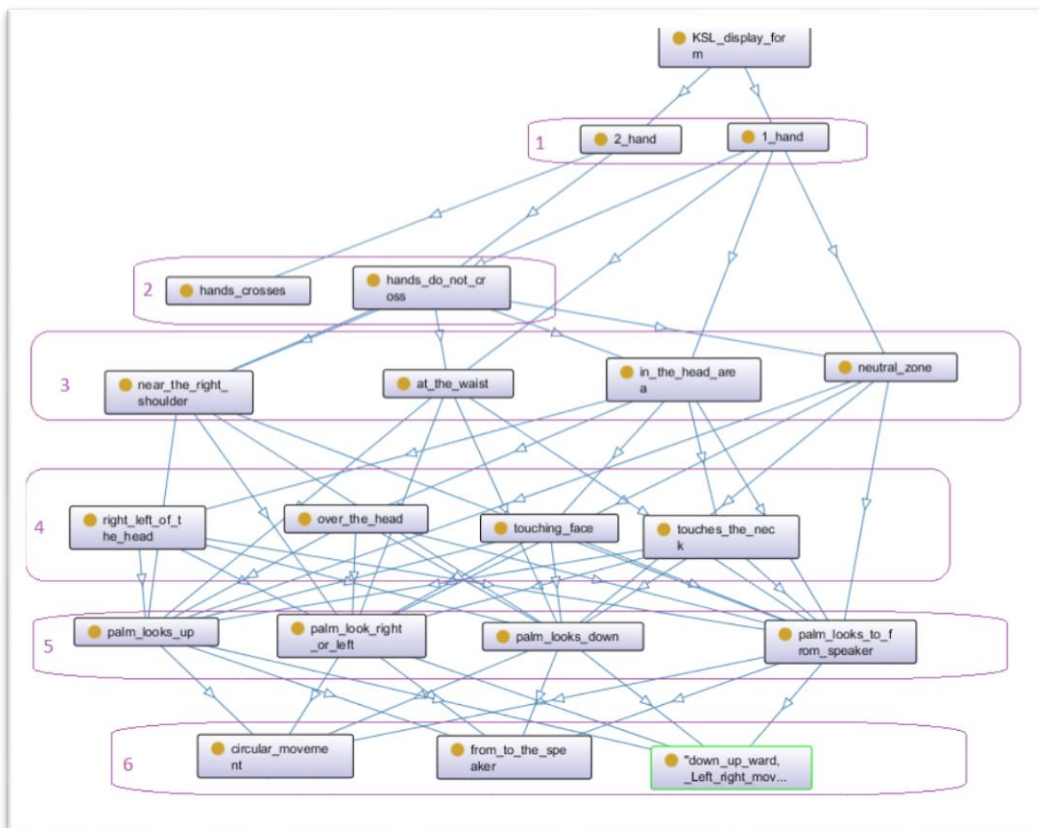 KSL_display_for
m
1
2_hand
1_hand
2
hands_crosses
hands_do_not_cr
oss
3
near_the_right_
shoulder
at_the_waist
in_the_head_are
a
neutral_zone
4
right_left_of_t
he_head
over_the_head
touching_face
touches_the_nec
k
5
palm_looks_up
palm_look_right
_or_left
palm_looks_down
palm_looks_to_f
rom_speaker
6
circular_moveme
nt
from_to_the_spe
aker
"down_up_ward,
_Left_right_mov...